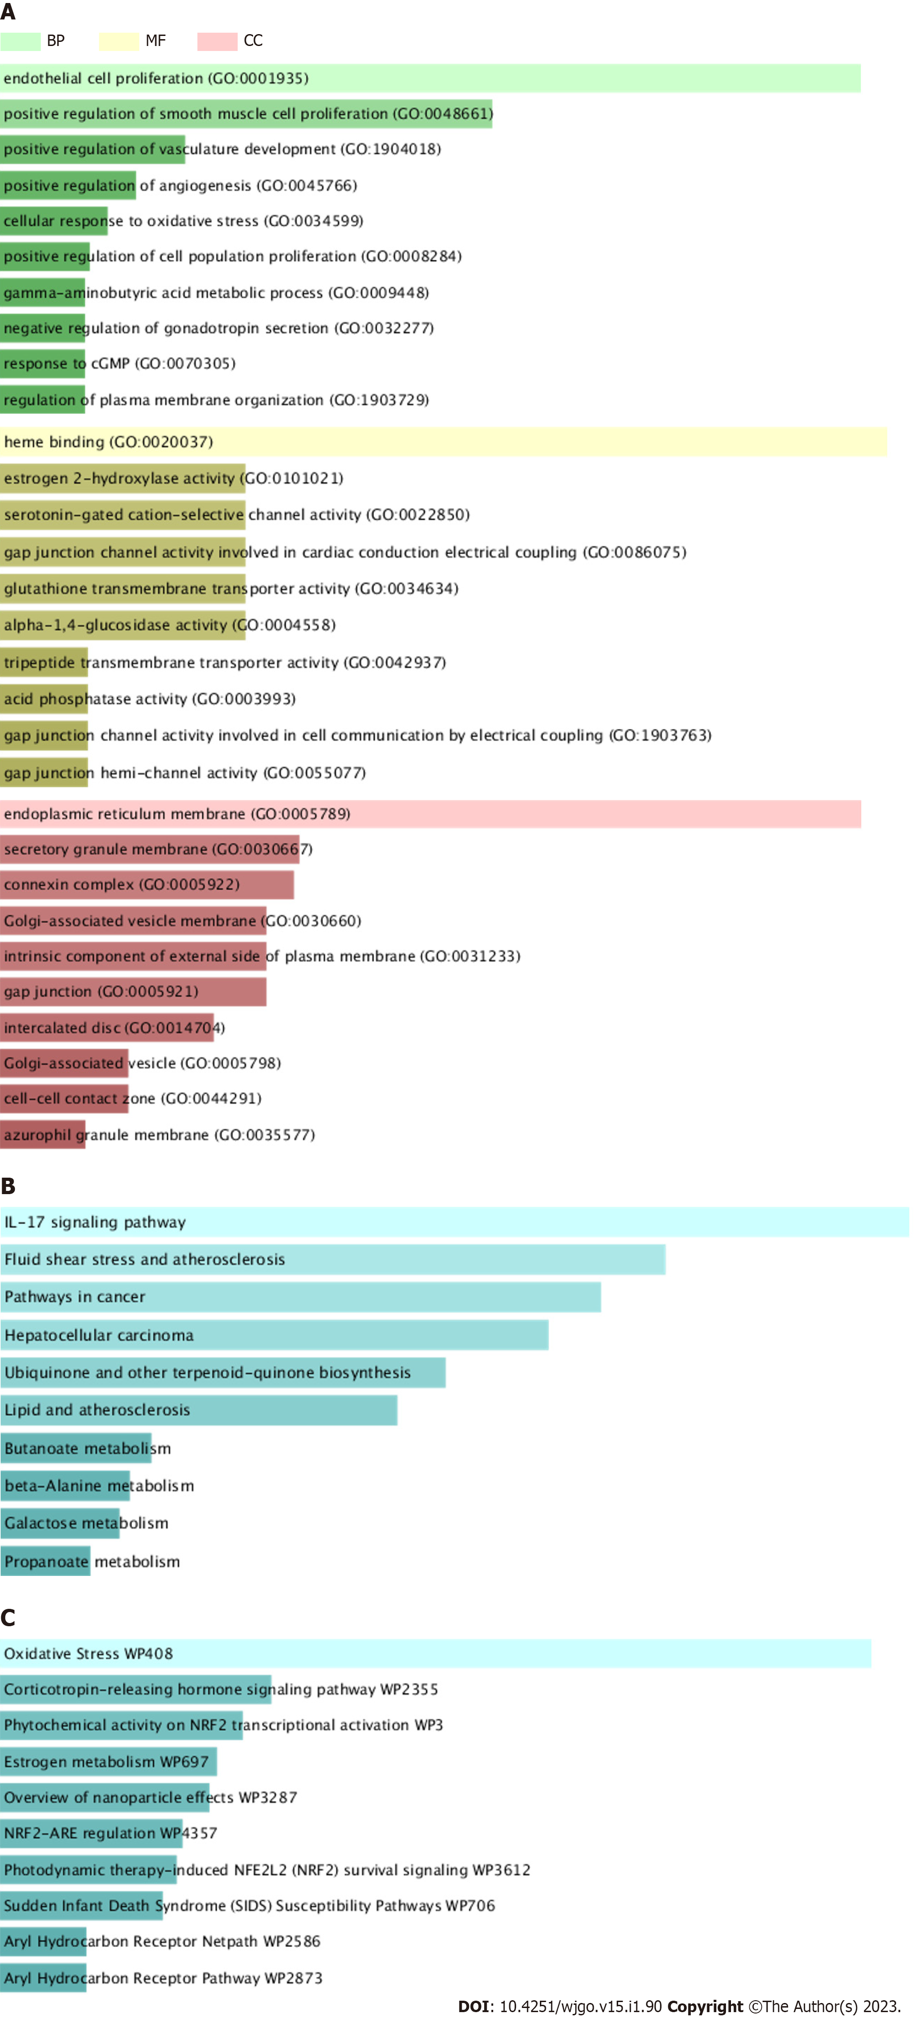 A
BP MF CC
endothelial cell proliferation (GO:0001935)
positive regulation of smooth muscle cell proliferation (GO:0048661)
positive regulation of vasculature development (GO:1904018)
positive regulation of angiogenesis (GO:0045766)
cellular response to oxidative stress (GO:0034599)
positive regulation of cell population proliferation (GO:0008284)
gamma-aminobutyric acid metabolic process (GO:0009448)
negative regulation of gonadotropin secretion (GO:0032277)
response to cGMP (GO:0070305)
regulation of plasma membrane organization (GO:1903729)
heme binding (GO:0020037)
estrogen 2-hydroxylase activity (GO:0101021)
serotonin-gated cation-selective channel activity (GO:0022850)
gap junction channel activity involved in cardiac conduction electrical coupling (GO:0086075)
glutathione transmembrane transporter activity (GO:0034634)
alpha-1,4-glucosidase activity (GO:0004558)
tripeptide transmembrane transporter activity (GO:0042937)
acid phosphatase activity (GO:0003993)
gap junction channel activity involved in cell communication by electrical coupling (GO:1903763)
gap junction hemi-channel activity (GO:0055077)
endoplasmic reticulum membrane (GO:0005789)
secretory granule membrane (GO:0030667)
connexin complex (GO:0005922)
Golgi-associated vesicle membrane (GO:0030660)
intrinsic component of external side of plasma membrane (GO:0031233)
gap junction (GO:0005921)
intercalated disc (GO:0014704)
Golgi-associated vesicle (GO:0005798)
cell-cell contact zone (GO:0044291)
azurophil granule membrane (GO:0035577)
B
IL-17 signaling pathway
Fluid shear stress and atherosclerosis
Pathways in cancer
Hepatocellular carcinoma
Ubiquinone and other terpenoid-quinone biosynthesis
Lipid and atherosclerosis
Butanoate metabolism
beta-Alanine metabolism
Galactose metabolism
Propanoate metabolism
C
Oxidative Stress WP408
Corticotropin-releasing hormone signaling pathway WP2355
Phytochemical activity on NRF2 transcriptional activation WP3
Estrogen metabolism WP697
Overview of nanoparticle effects WP3287
NRF2-ARE regulation WP4357
Photodynamic therapy-induced NFE2L2 (NRF2) survival signaling WP3612
Sudden Infant Death Syndrome (SIDS) Susceptibility Pathways WP706
Aryl Hydrocarbon Receptor Netpath WP2586
Aryl Hydrocarbon Receptor Pathway WP2873
DOI: 10.4251/wjgo.v15.i1.90 Copyright ©The Author(s) 2023.